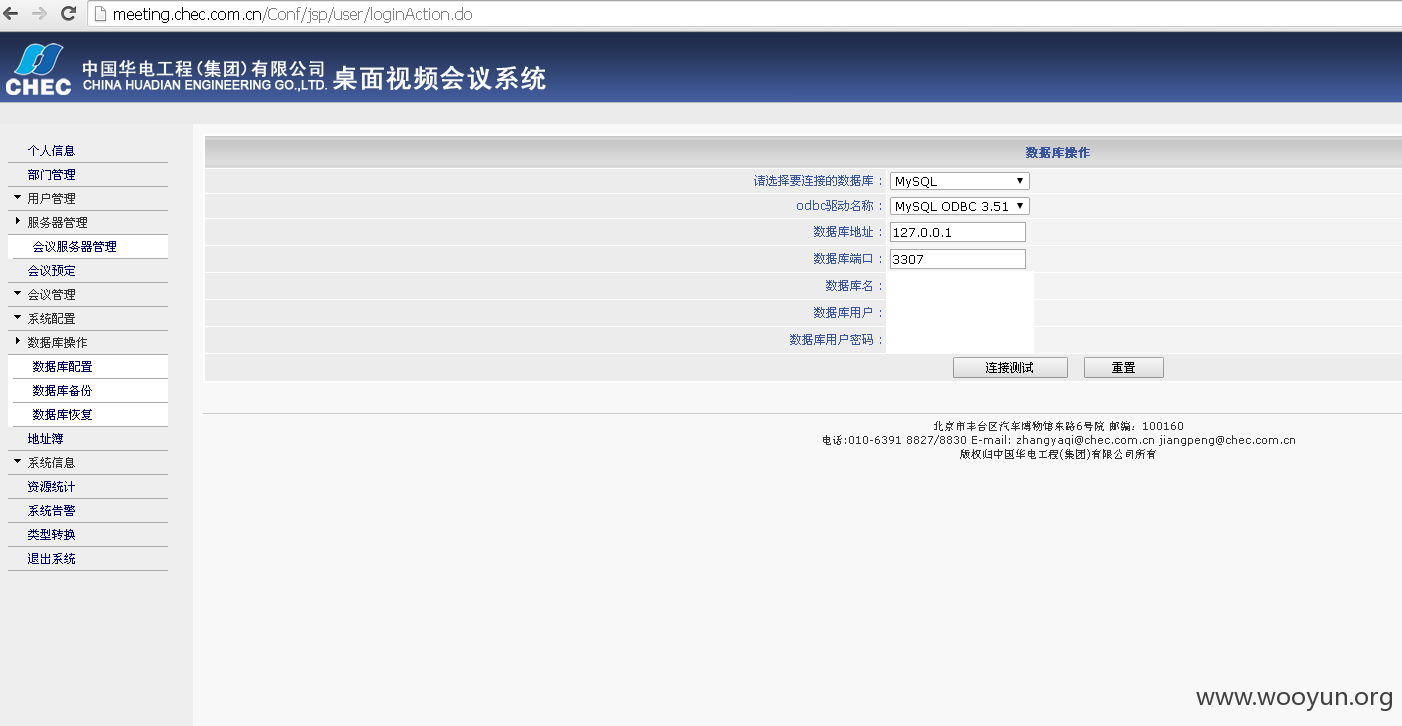 meeting.chec.com.cn/Conf/jsp/user/loginAction.do
CHEC 中国华电工程(集团)有限公司 桌面视频会议系统
CHINA HUADIAN ENGINEERING GO.,LTD.
个人信息
部门管理
用户管理
服务器管理
会议服务器管理
会议预定
会议管理
系统配置
数据库操作
数据库配置
数据库备份
数据库恢复
地址簿
系统信息
资源统计
系统告警
类型转换
退出系统
数据库操作
请选择要连接的数据库: MySQL
odbc驱动名称: MySQL ODBC 3.51
数据库地址: 127.0.0.1
数据库端口: 3307
数据库名:
数据库用户:
数据库用户密码:
连接测试 重置
北京市丰台区汽车博物馆东路6号院 邮编: 100160
电话:010-6391 8827/8830 E-mail: zhangyaqi@chec.com.cn jiangpeng@chec.com.cn
版权归中国华电工程(集团)有限公司所有
www.wooyun.org